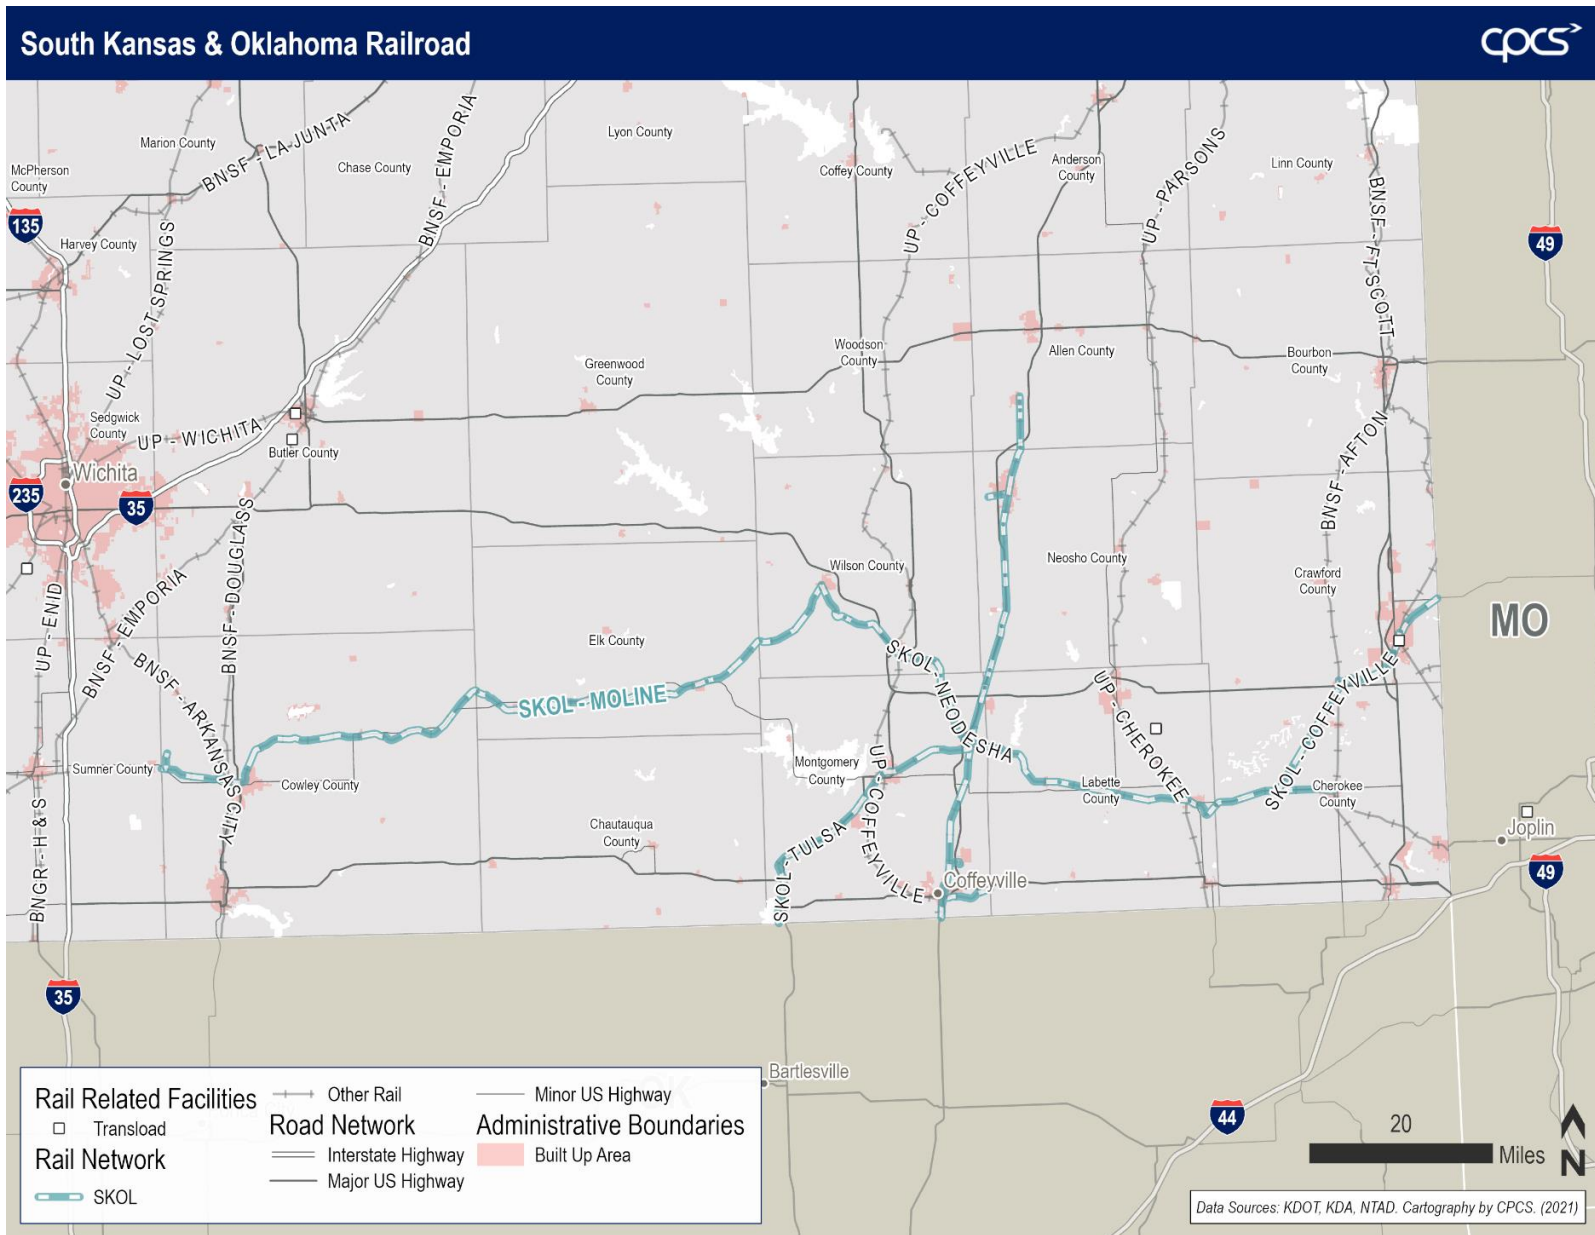 South Kansas & Oklahoma Railroad
cpcs
Marion County
BNSF - LA JUNTA
BNSF - EMPORIA
Lyon County
McPherson
County
Chase County
Coffey County
UP - COFFEYVILLE
Anderson
County
UP - PARSONS
Linn County
BNSF - FT SCOTT
135
Harvey County
49
UP - LOST SPRINGS
Greenwood
County
Woodson
County
Allen County
Bourbon
County
Sedgwick
County
UP - WICHITA
Butler County
Wichita
235
35
BNSF - DOUGLASS
BNSF - AFTON
Wilson County
Neosho County
Crawford
County
MO
UP - ENID
BNSF - EMPORIA
BNSF - ARKANSAS CITY
Elk County
SKOL - MOLINE
SKOL - NEODESHA
UP - CHEROKEE
SKOL - COFFEYVILLE
Sumner County
Cowley County
Montgomery
County
Labette
County
Cherokee
County
BNGR - H & S
Chautauqua
County
SKOL - TULSA
UP - COFFEYVILLE
Coffeyville
Joplin
49
35
Bartlesville
OK
44
Rail Related Facilities
Transload
Rail Network
SKOL
Other Rail
Road Network
Interstate Highway
Major US Highway
Minor US Highway
Administrative Boundaries
Built Up Area
20
Miles
N
Data Sources: KDOT, KDA, NTAD. Cartography by CPCS. (2021)